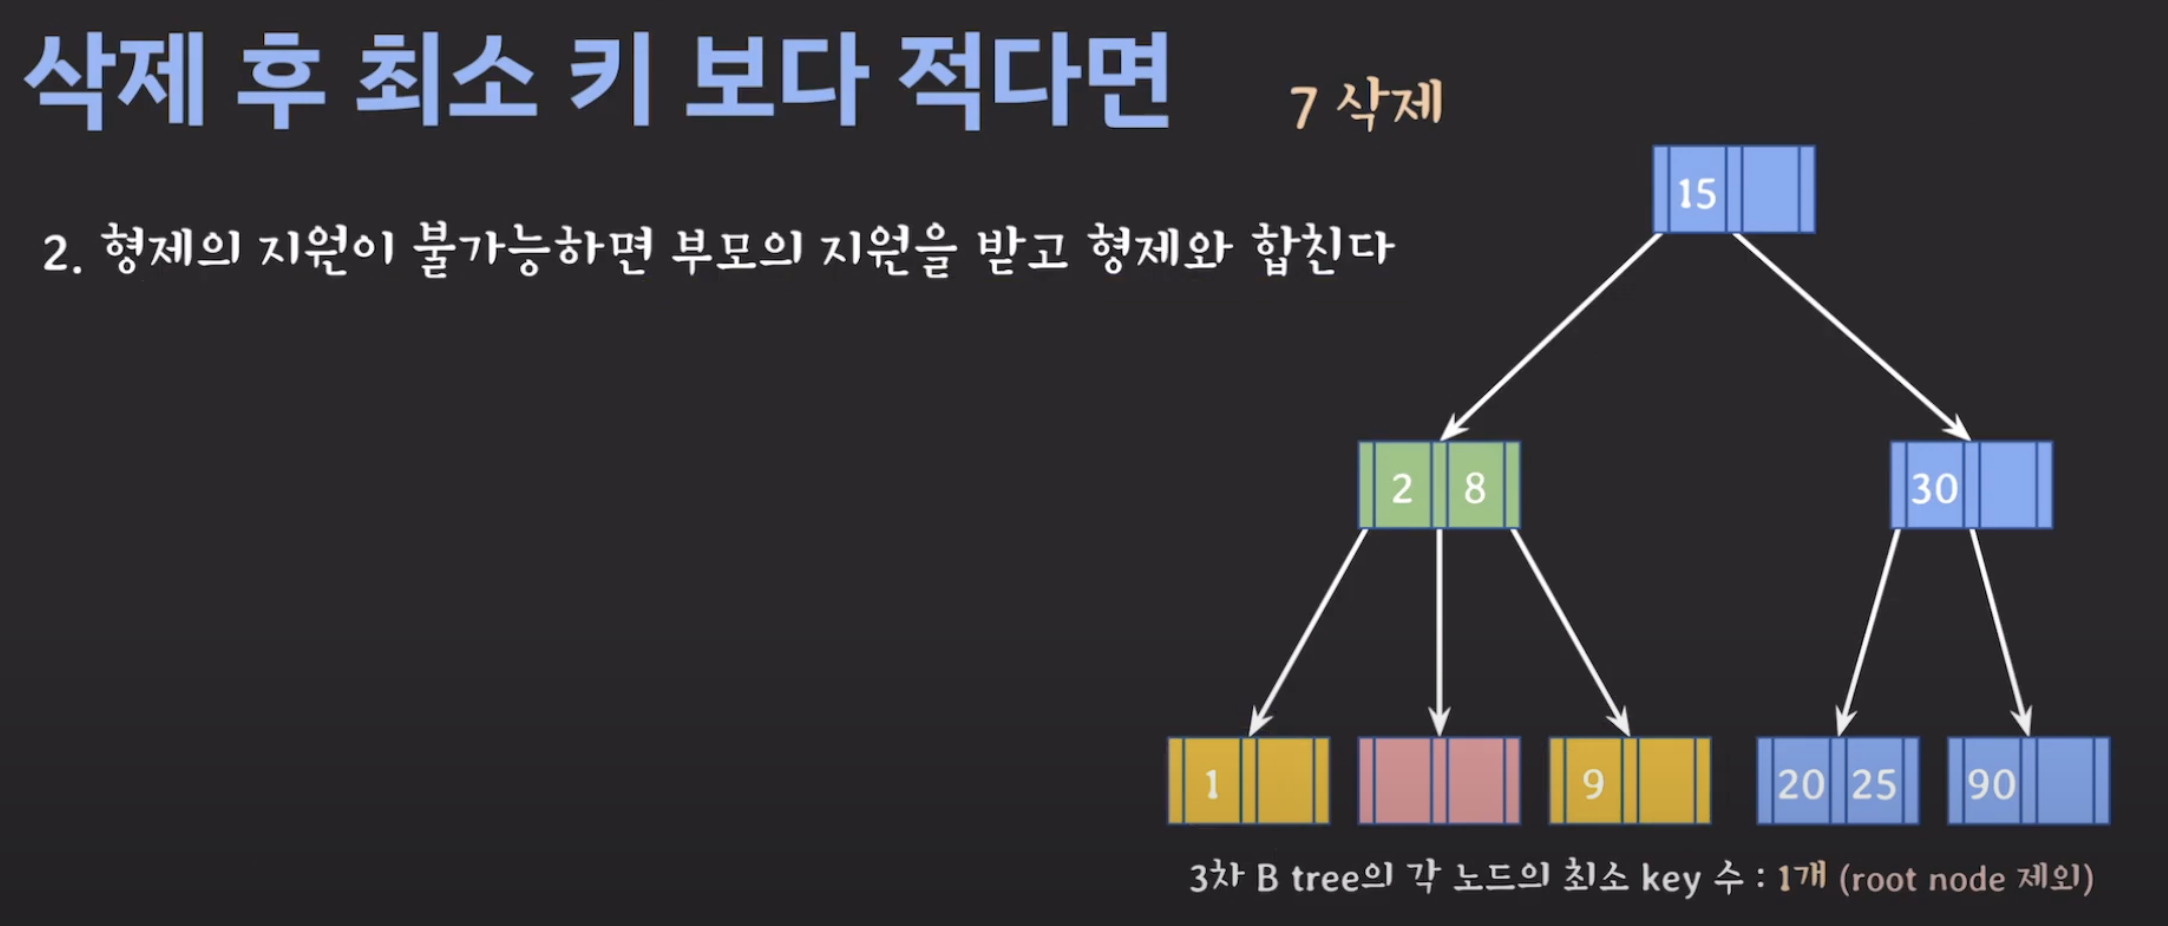 삭제 후 최소 키 보다 적다면
7 삭제
2. 형제의 지원이 불가능하면 부모의 지원을 받고 형제와 합친다
15
2 8
30
1
9
20 25
90
3차 B tree의 각 노드의 최소 key 수 : 1개 (root node 제외)